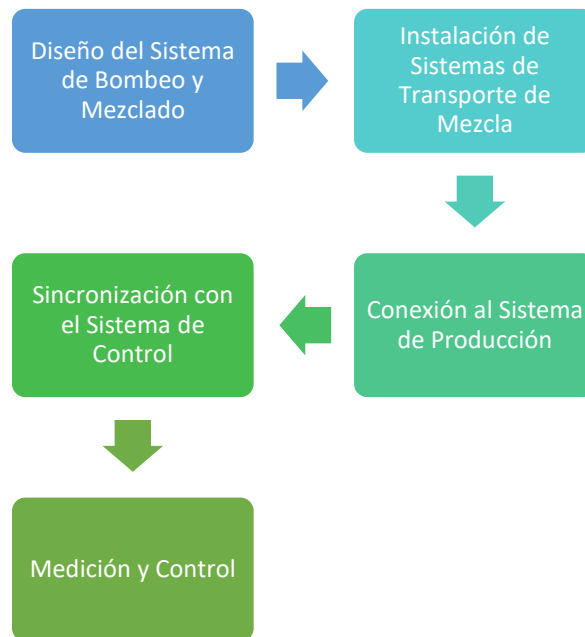 Diseño del Sistema
de Bombeo y
Mezclado
Instalación de
Sistemas de
Transporte de
Mezcla
Conexión al Sistema
de Producción
Sincronización con
el Sistema de
Control
Medición y Control